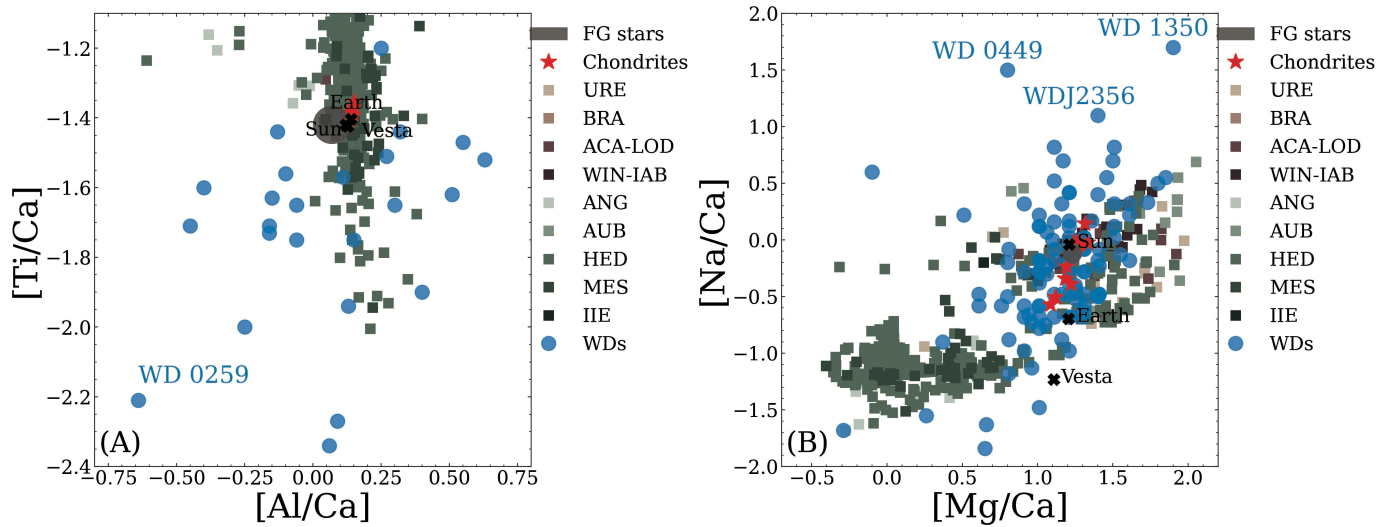 [Ti/Ca]
−1.2
−1.4
−1.6
−1.8
−2.0
−2.2
−2.4
Earth
Sun
Vesta
WD 0259
(A)
−0.75 −0.50 −0.25 0.00 0.25 0.50 0.75
[Al/Ca]
FG stars
Chondrites
URE
BRA
ACA-LOD
WIN-IAB
ANG
AUB
HED
MES
IIE
WDs
[Na/Ca]
2.0
1.5
1.0
0.5
0.0
−0.5
−1.0
−1.5
−2.0
WD 1350
WD 0449
WDJ2356
Sun
Earth
Vesta
(B)
−0.5 0.0 0.5 1.0 1.5 2.0
[Mg/Ca]
FG stars
Chondrites
URE
BRA
ACA-LOD
WIN-IAB
ANG
AUB
HED
MES
IIE
WDs